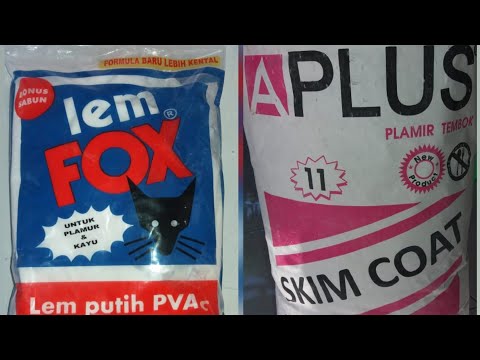 FORMULA BARU LEBIH KENTAL
BONUS
SABUN
lem
FOX®
UNTUK
PLAMUR
&
KAYU
Lem putih PVAc
APLUS
PLAMIR TEMBOK
11
New
Product
SKIM COAT